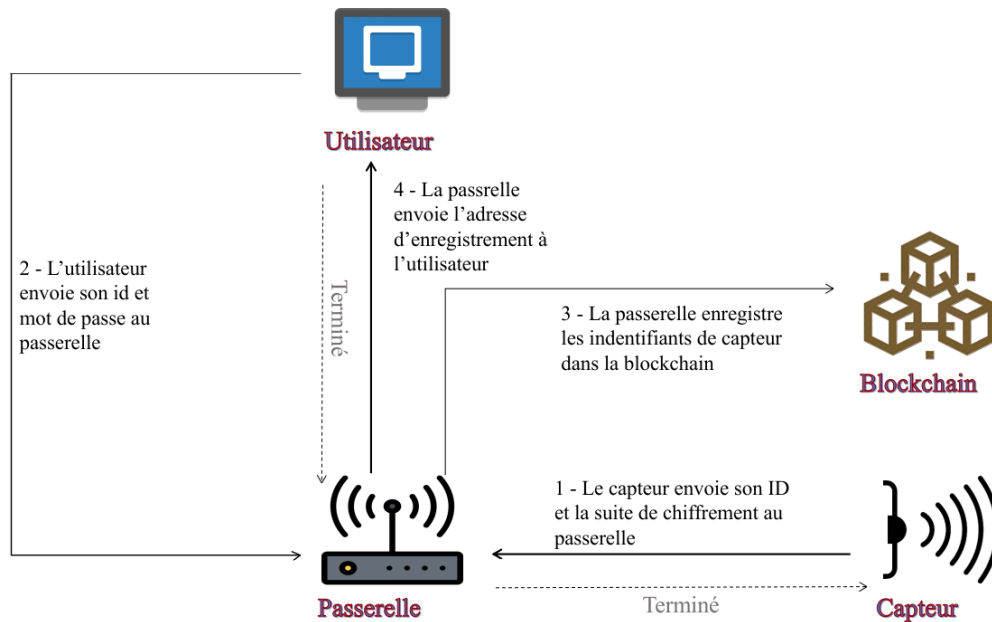 Utilisateur
4 - La passrelle
envoie l’adresse
d’enregistrement à
l’utilisateur
2 - L’utilisateur
envoie son id et
mot de passe au
passerelle
Terminé
3 - La passerelle enregistre
les indentifiants de capteur
dans la blockchain
Blockchain
1 - Le capteur envoie son ID
et la suite de chiffrement au
passerelle
Passerelle
Terminé
Capteur